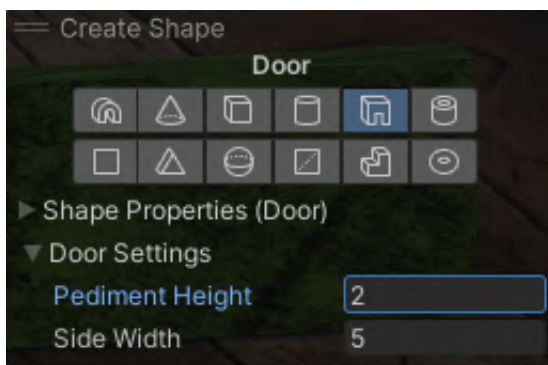 Create Shape
Door
Shape Properties (Door)
Door Settings
Pediment Height 2
Side Width 5